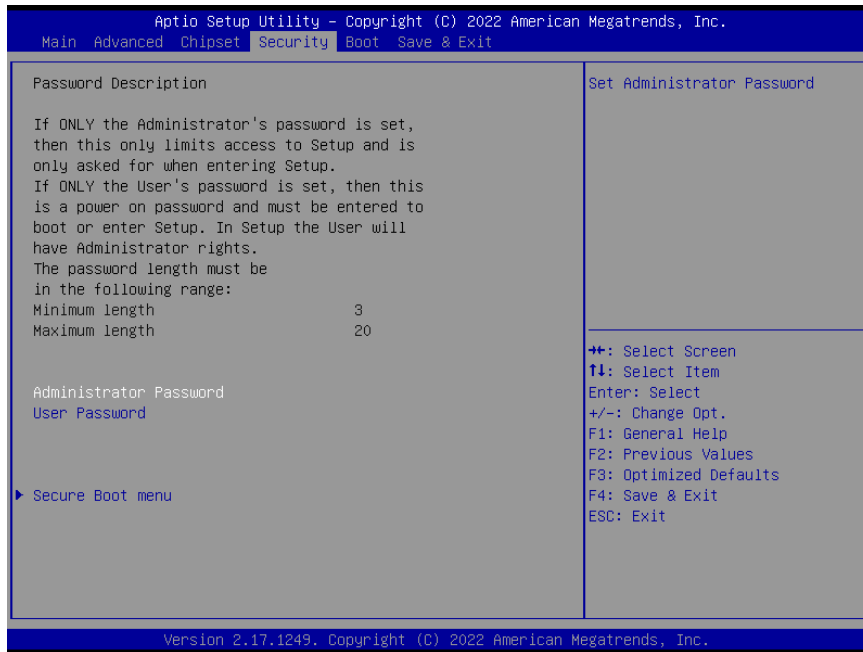 Aptio Setup Utility – Copyright (C) 2022 American Megatrends, Inc.
Main Advanced Chipset Security Boot Save & Exit
Password Description
If ONLY the Administrator's password is set,
then this only limits access to Setup and is
only asked for when entering Setup.
If ONLY the User's password is set, then this
is a power on password and must be entered to
boot or enter Setup. In Setup the User will
have Administrator rights.
The password length must be
in the following range:
Minimum length 3
Maximum length 20
Administrator Password
User Password
Secure Boot menu
Set Administrator Password
→←: Select Screen
↑↓: Select Item
Enter: Select
+/-: Change Opt.
F1: General Help
F2: Previous Values
F3: Optimized Defaults
F4: Save & Exit
ESC: Exit
Version 2.17.1249. Copyright (C) 2022 American Megatrends, Inc.